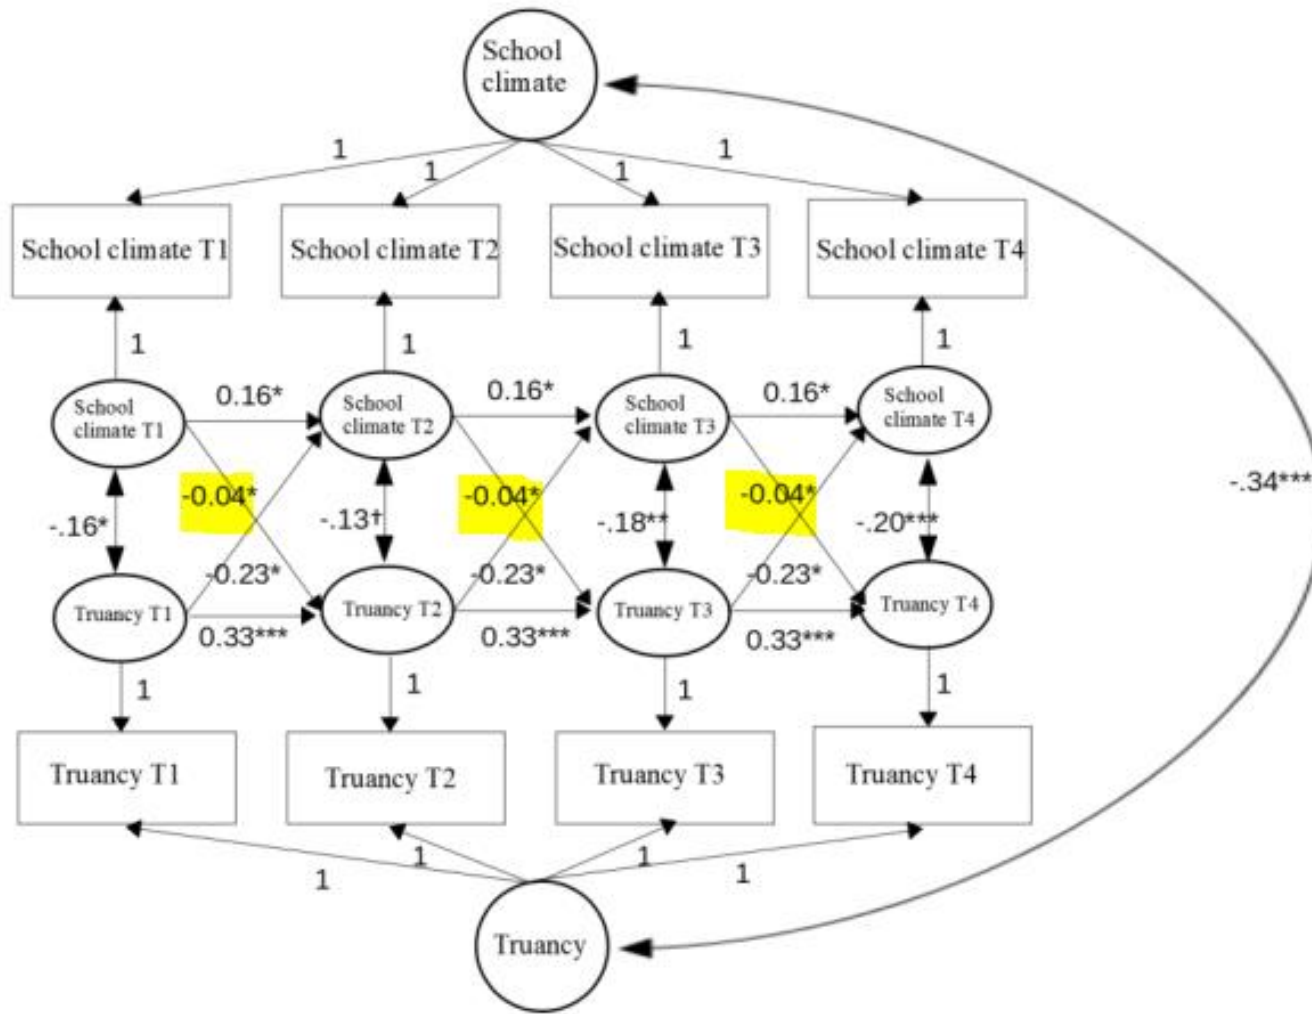 School
climate
1
1
1
1
School climate T1
School climate T2
School climate T3
School climate T4
1
1
1
1
School
climate T1
0.16*
School
climate T2
0.16*
School
climate T3
0.16*
School
climate T4
-0.04*
-0.04*
-0.04*
-.34***
-.16*
-.13†
-.18**
-.20***
-0.23*
-0.23*
-0.23*
Truancy T1
Truancy T2
Truancy T3
Truancy T4
0.33***
0.33***
0.33***
1
1
1
1
Truancy T1
Truancy T2
Truancy T3
Truancy T4
1
1
1
1
Truancy